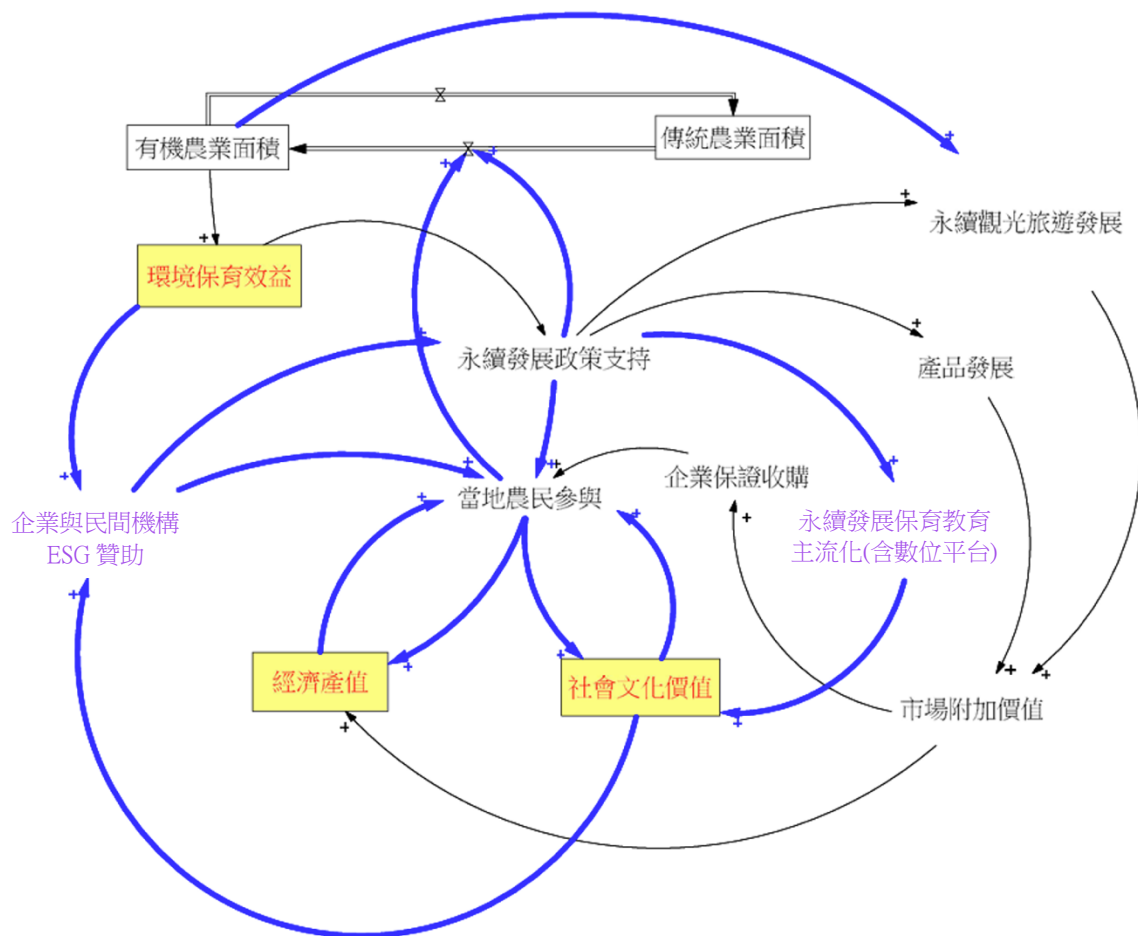 有機農業面積
傳統農業面積
+
+
+
+
永續觀光旅遊發展
+
環境保育效益
+
+
永續發展政策支持
產品發展
+
+
+
+
+
企業保證收購
+
+
當地農民參與
+
+
企業與民間機構
ESG 贊助
永續發展保育教育
主流化(含數位平台)
+
+
+
+
+
經濟產值
社會文化價值
市場附加價值
+
+